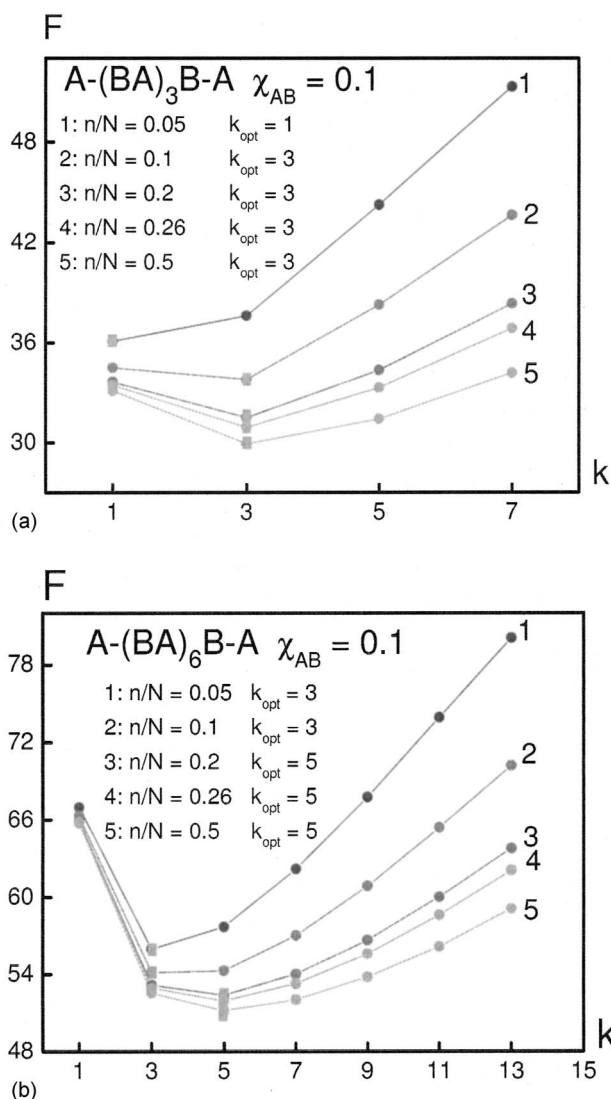 F
A-(BA)3B-A χAB = 0.1
1: n/N = 0.05 kopt = 1
2: n/N = 0.1 kopt = 3
3: n/N = 0.2 kopt = 3
4: n/N = 0.26 kopt = 3
5: n/N = 0.5 kopt = 3
1
2
3
4
5
48
42
36
30
k
1 3 5 7
(a)
F
A-(BA)6B-A χAB = 0.1
1: n/N = 0.05 kopt = 3
2: n/N = 0.1 kopt = 3
3: n/N = 0.2 kopt = 5
4: n/N = 0.26 kopt = 5
5: n/N = 0.5 kopt = 5
1
2
3
4
5
78
72
66
60
54
48
k
1 3 5 7 9 11 13 15
(b)